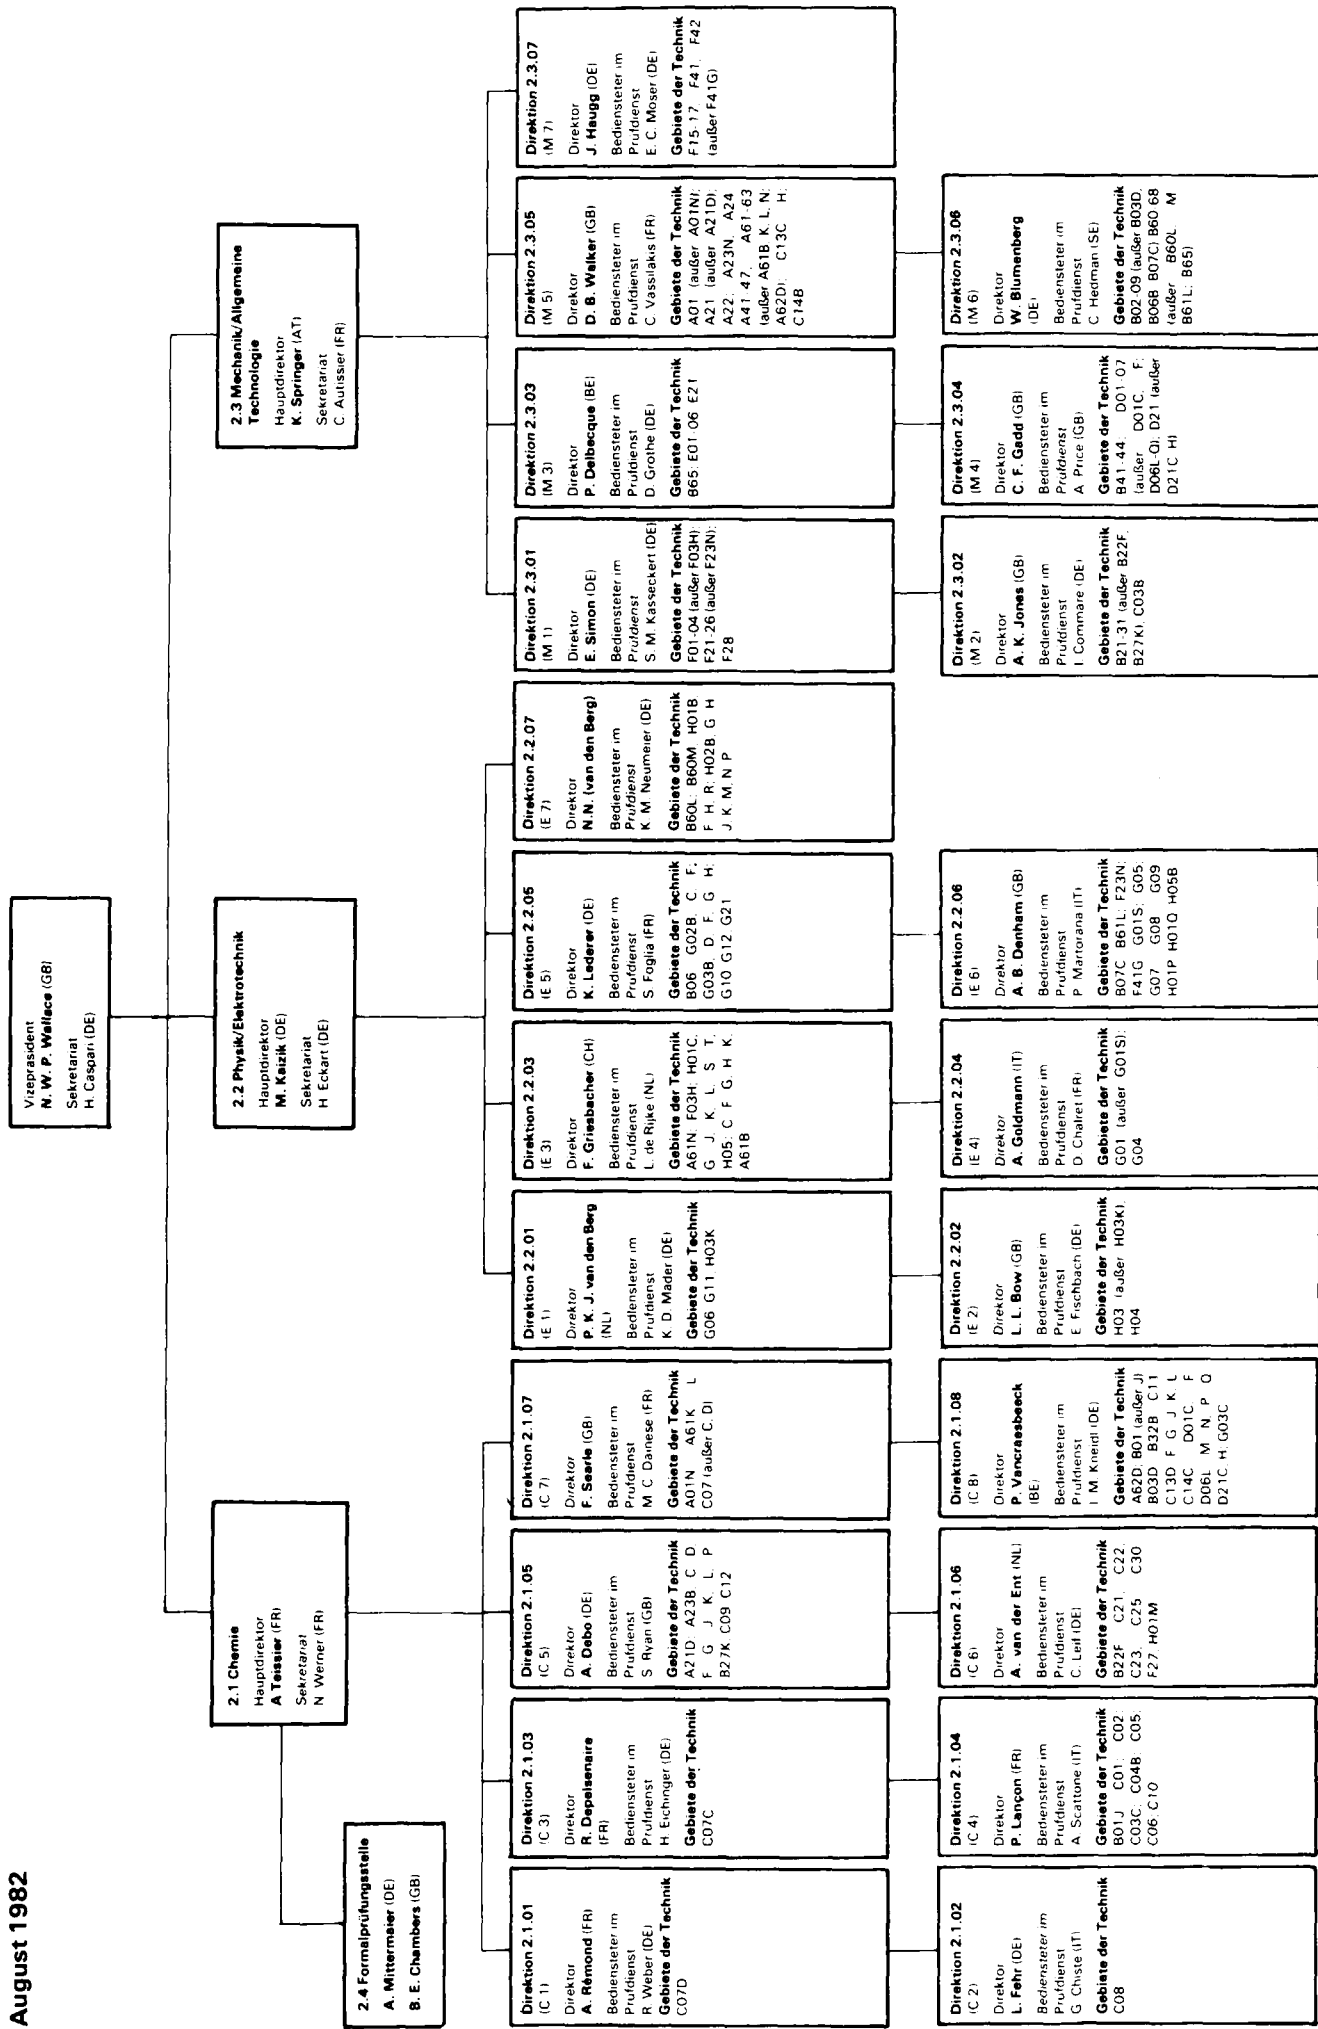 August 1982
Vizepräsident
N. W. P. Wallace (GB)
Sekretariat
H. Caspari (DE)
2.1 Chemie
Hauptdirektor
A Teissier (FR)
Sekretariat
N Werner (FR)
2.2 Physik/Elektrotechnik
Hauptdirektor
M. Kaizik (DE)
Sekretariat
H Eckart (DE)
2.3 Mechanik/Allgemeine
Technologie
Hauptdirektor
K. Springer (AT)
Sekretariat
C. Autissier (FR)
2.4 Formalprüfungsstelle
A. Mittermaier (DE)
B. E. Chambers (GB)
Direktion 2.1.01
(C 1)
Direktor
A. Rémond (FR)
Bediensteter im
Prüfdienst
R Weber (DE)
Gebiete der Technik
C07D
Direktion 2.1.03
(C 3)
Direktor
R. Depeisenaire
(FR)
Bediensteter im
Prüfdienst
H. Eichinger (DE)
Gebiete der Technik
C07C
Direktion 2.1.05
(C 5)
Direktor
A. Debo (DE)
Bediensteter im
Prüfdienst
S Ryan (GB)
Gebiete der Technik
A21D; A23B C D
F G J K L P
B27K C09 C12
Direktion 2.1.07
(C 7)
Direktor
F. Searle (GB)
Bediensteter im
Prüfdienst
M C Dainese (FR)
Gebiete der Technik
A01N A61K L
C07 (außer C, D)
Direktion 2.2.01
(E 1)
Direktor
P. K. J. van den Berg
(NL)
Bediensteter im
Prüfdienst
K. D. Mader (DE)
Gebiete der Technik
G06 G11 H03K
Direktion 2.2.03
(E 3)
Direktor
F. Griesbacher (CH)
Bediensteter im
Prüfdienst
L. de Rijke (NL)
Gebiete der Technik
A61N; F03H; H01C,
G J, K, L, S T,
H05: C F G, H K,
A61B
Direktion 2.2.05
(E 5)
Direktor
K. Lederer (DE)
Bediensteter im
Prüfdienst
S. Foglia (FR)
Gebiete der Technik
B06 G02B, C F;
G03B, D, F, G H;
G10 G12 G21
Direktion 2.2.07
(E 7)
Direktor
N.N. (van den Berg)
Bediensteter im
Prüfdienst
K. M. Neumeier (DE)
Gebiete der Technik
B60L; B60M, H01B
F H, R; H02B, G H
J, K, M, N P
Direktion 2.3.01
(M 1)
Direktor
E. Simon (DE)
Bediensteter im
Prüfdienst
S. M. Kasseckert (DE)
Gebiete der Technik
F01-04 (außer F03H);
F21-26 (außer F23N);
F28
Direktion 2.3.03
(M 3)
Direktor
P. Delbecque (BE)
Bediensteter im
Prüfdienst
D. Grothe (DE)
Gebiete der Technik
B65; E01-06 E21
Direktion 2.3.05
(M 5)
Direktor
D. B. Walker (GB)
Bediensteter im
Prüfdienst
C. Vassilakis (FR)
Gebiete der Technik
A01 (außer A01N);
A21 (außer A21D);
A22; A23N, A24
A41-47, A61-63
(außer A61B K, L, N;
A62D); C13C H;
C14B
Direktion 2.3.07
(M 7)
Direktor
J. Haugg (DE)
Bediensteter im
Prüfdienst
E. C. Moser (DE)
Gebiete der Technik
F15-17, F41, F42
(außer F41G)
Direktion 2.1.02
(C 2)
Direktor
L. Fehr (DE)
Bediensteter im
Prüfdienst
G Chiste (IT)
Gebiete der Technik
C08
Direktion 2.1.04
(C 4)
Direktor
P. Lançon (FR)
Bediensteter im
Prüfdienst
A Scattone (IT)
Gebiete der Technik
B01J C01; C02;
C03C; C04B; C05;
C06; C10
Direktion 2.1.06
(C 6)
Direktor
A. van der Ent (NL)
Bediensteter im
Prüfdienst
C. Leif (DE)
Gebiete der Technik
B22F C21, C22,
C23, C25 C30
F27, H01M
Direktion 2.1.08
(C 8)
Direktor
P. Vancraesbeeck
(BE)
Bediensteter im
Prüfdienst
I M. Kneidl (DE)
Gebiete der Technik
A62D; B01 (außer J)
B03D B32B C11
C13D F G J K L
C14C D01C F
D06L M N, P Q
D21C, H; G03C
Direktion 2.2.02
(E 2)
Direktor
L. L. Bow (GB)
Bediensteter im
Prüfdienst
E. Fischbach (DE)
Gebiete der Technik
H03 (außer H03K),
H04
Direktion 2.2.04
(E 4)
Direktor
A. Goldmann (IT)
Bediensteter im
Prüfdienst
D. Chalret (FR)
Gebiete der Technik
G01 (außer G01S);
G04
Direktion 2.2.06
(E 6)
Direktor
A. B. Denham (GB)
Bediensteter im
Prüfdienst
P. Martorana (IT)
Gebiete der Technik
B07C B61L; F23N;
F41G G01S; G05;
G07 G08 G09
H01P H01Q H05B
Direktion 2.3.02
(M 2)
Direktor
A. K. Jones (GB)
Bediensteter im
Prüfdienst
I. Commare (DE)
Gebiete der Technik
B21-31 (außer B22F,
B27K), C03B
Direktion 2.3.04
(M 4)
Direktor
C. F. Gadd (GB)
Bediensteter im
Prüfdienst
A Price (GB)
Gebiete der Technik
B41-44; D01-07
(außer D01C, F;
D06L-Q); D21 (außer
D21C H)
Direktion 2.3.06
(M 6)
Direktor
W. Blumenberg
(DE)
Bediensteter im
Prüfdienst
C Hedman (SE)
Gebiete der Technik
B02-09 (außer B03D,
B06B B07C) B60 68
(außer B60L M
B61L; B65)